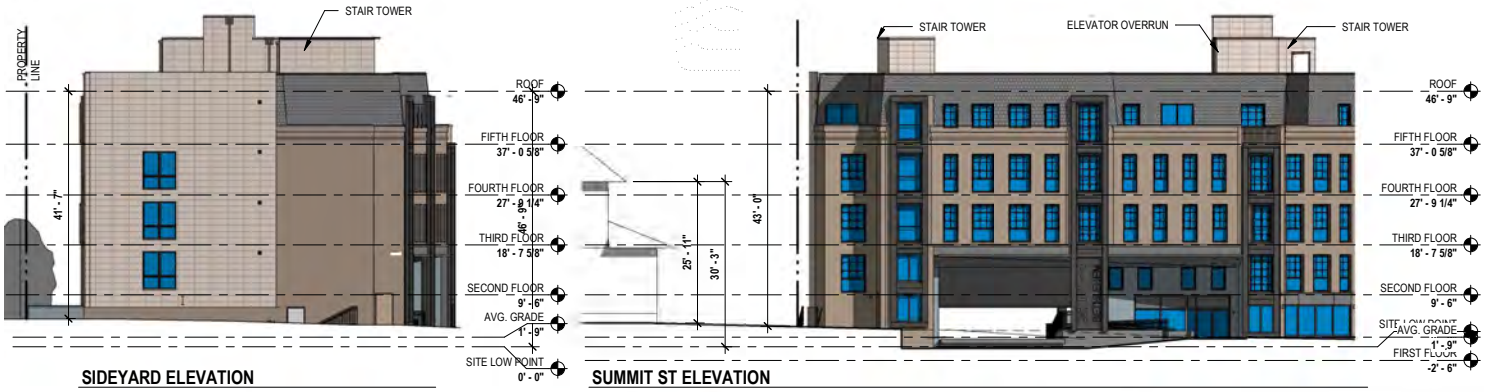 STAIR TOWER
PROPERTY
LINE
ROOF
46' - 9"
FIFTH FLOOR
37' - 0 5/8"
FOURTH FLOOR
27' - 9 1/4"
46' - 9"
41' - 7"
THIRD FLOOR
18' - 7 5/8"
SECOND FLOOR
9' - 6"
AVG. GRADE
1' - 9"
SITE LOW POINT
0' - 0"
SIDEYARD ELEVATION
STAIR TOWER
ELEVATOR OVERRUN
STAIR TOWER
25' - 11"
30' - 3"
43' - 0"
ROOF
46' - 9"
FIFTH FLOOR
37' - 0 5/8"
FOURTH FLOOR
27' - 9 1/4"
THIRD FLOOR
18' - 7 5/8"
SECOND FLOOR
9' - 6"
SITE LOW POINT
AVG. GRADE
1' - 9"
FIRST FLOOR
-2' - 6"
SUMMIT ST ELEVATION